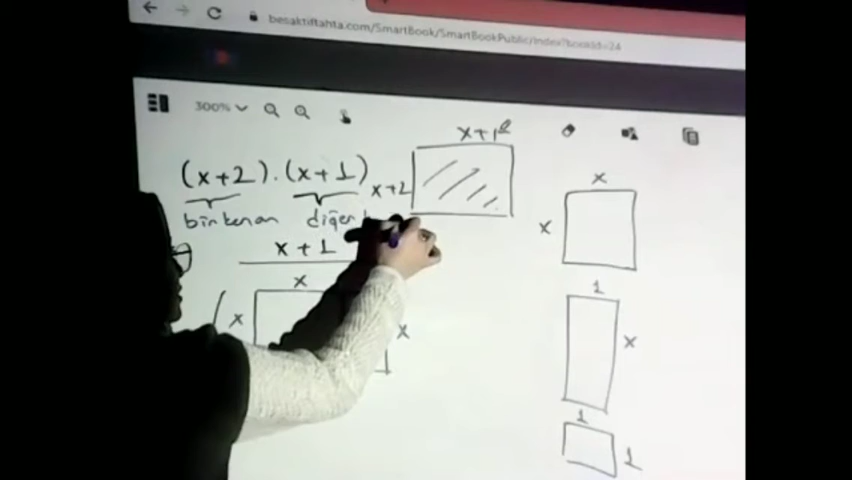 besaktiftahta.com/SmartBook/SmartBookPublic/Index?bookId=24
300%
x+1
(x+2).(x+1)
x+2
bir kenarı
x
x
x+1
x
x
x
1
x
1
1